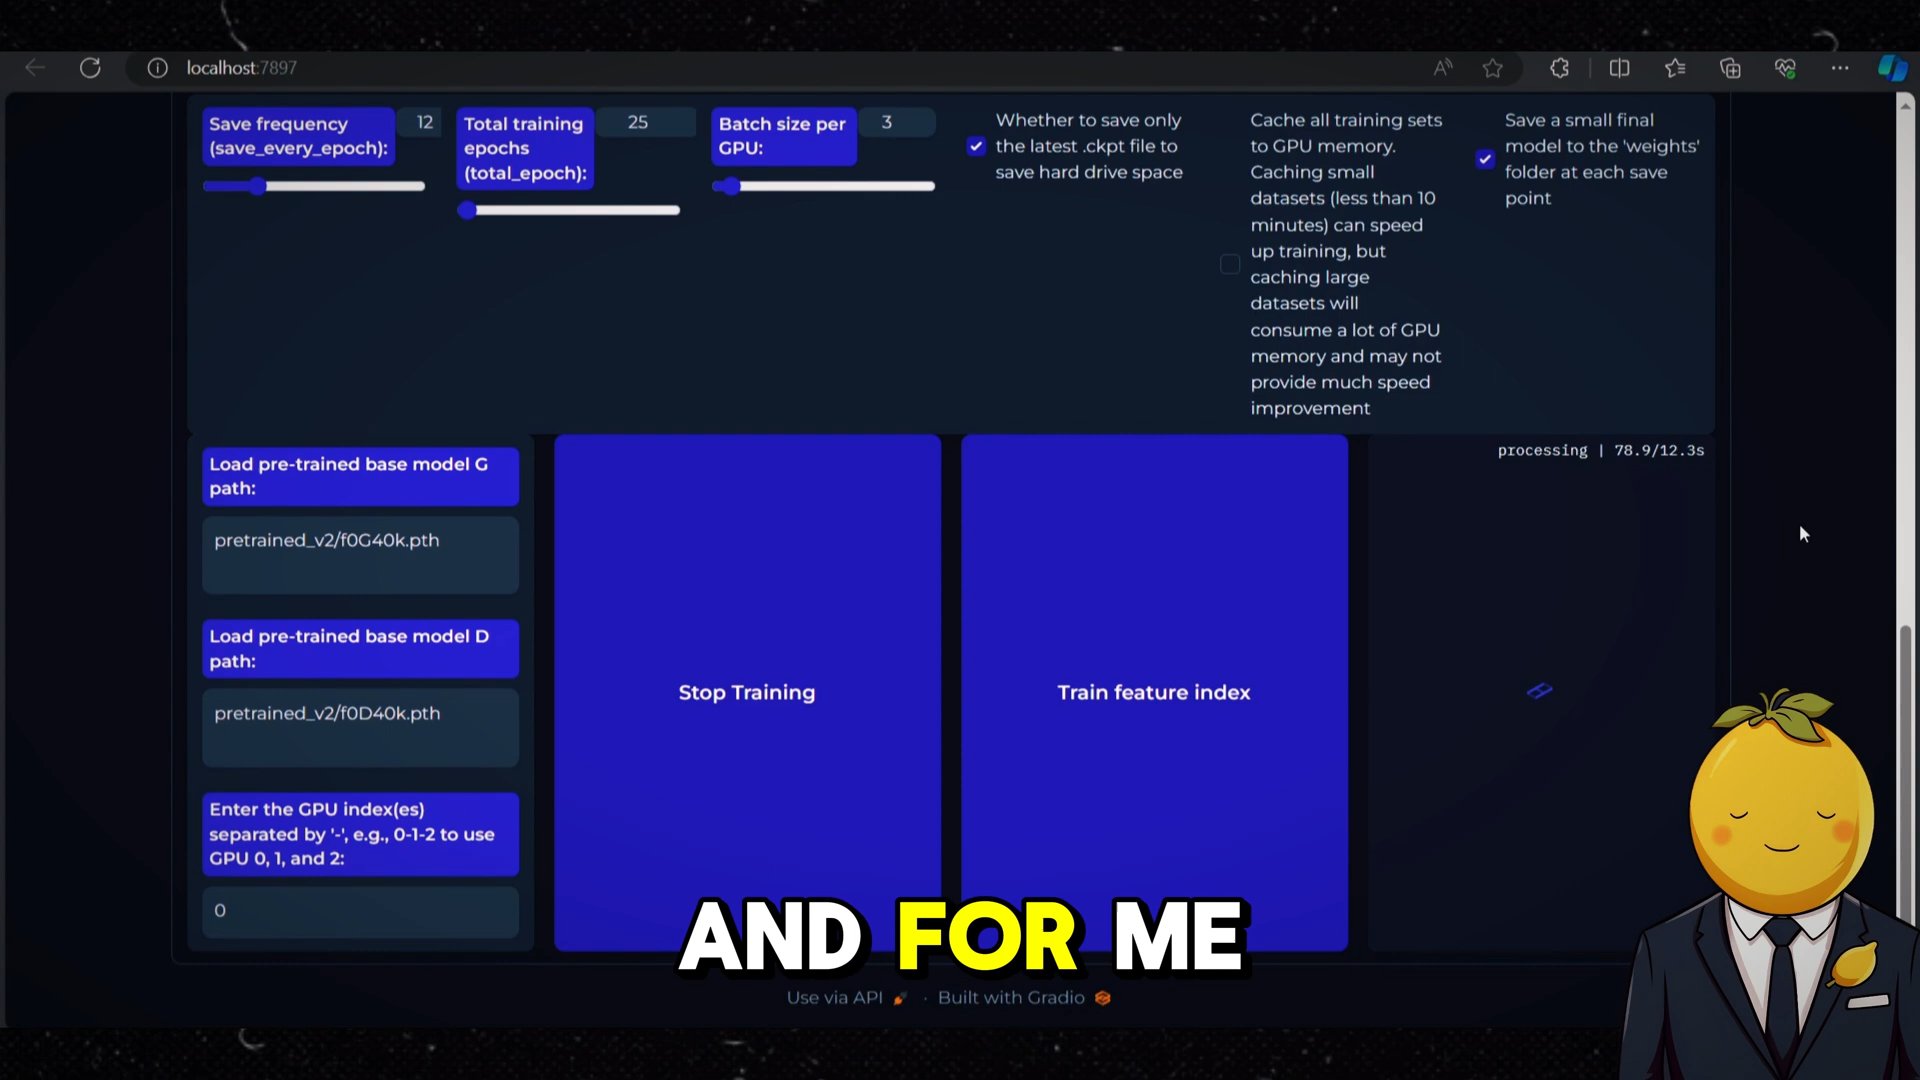 localhost:7897
Save frequency
(save_every_epoch):
12
Total training
epochs
(total_epoch):
25
Batch size per
GPU:
3
Whether to save only
the latest .ckpt file to
save hard drive space
Cache all training sets
to GPU memory.
Caching small
datasets (less than 10
minutes) can speed
up training, but
caching large
datasets will
consume a lot of GPU
memory and may not
provide much speed
improvement
Save a small final
model to the 'weights'
folder at each save
point
Load pre-trained base model G
path:
pretrained_v2/f0G40k.pth
Load pre-trained base model D
path:
pretrained_v2/f0D40k.pth
Enter the GPU index(es)
separated by '-', e.g., 0-1-2 to use
GPU 0, 1, and 2:
0
Stop Training
Train feature index
processing | 78.9/12.3s
AND FOR ME
Use via API · Built with Gradio